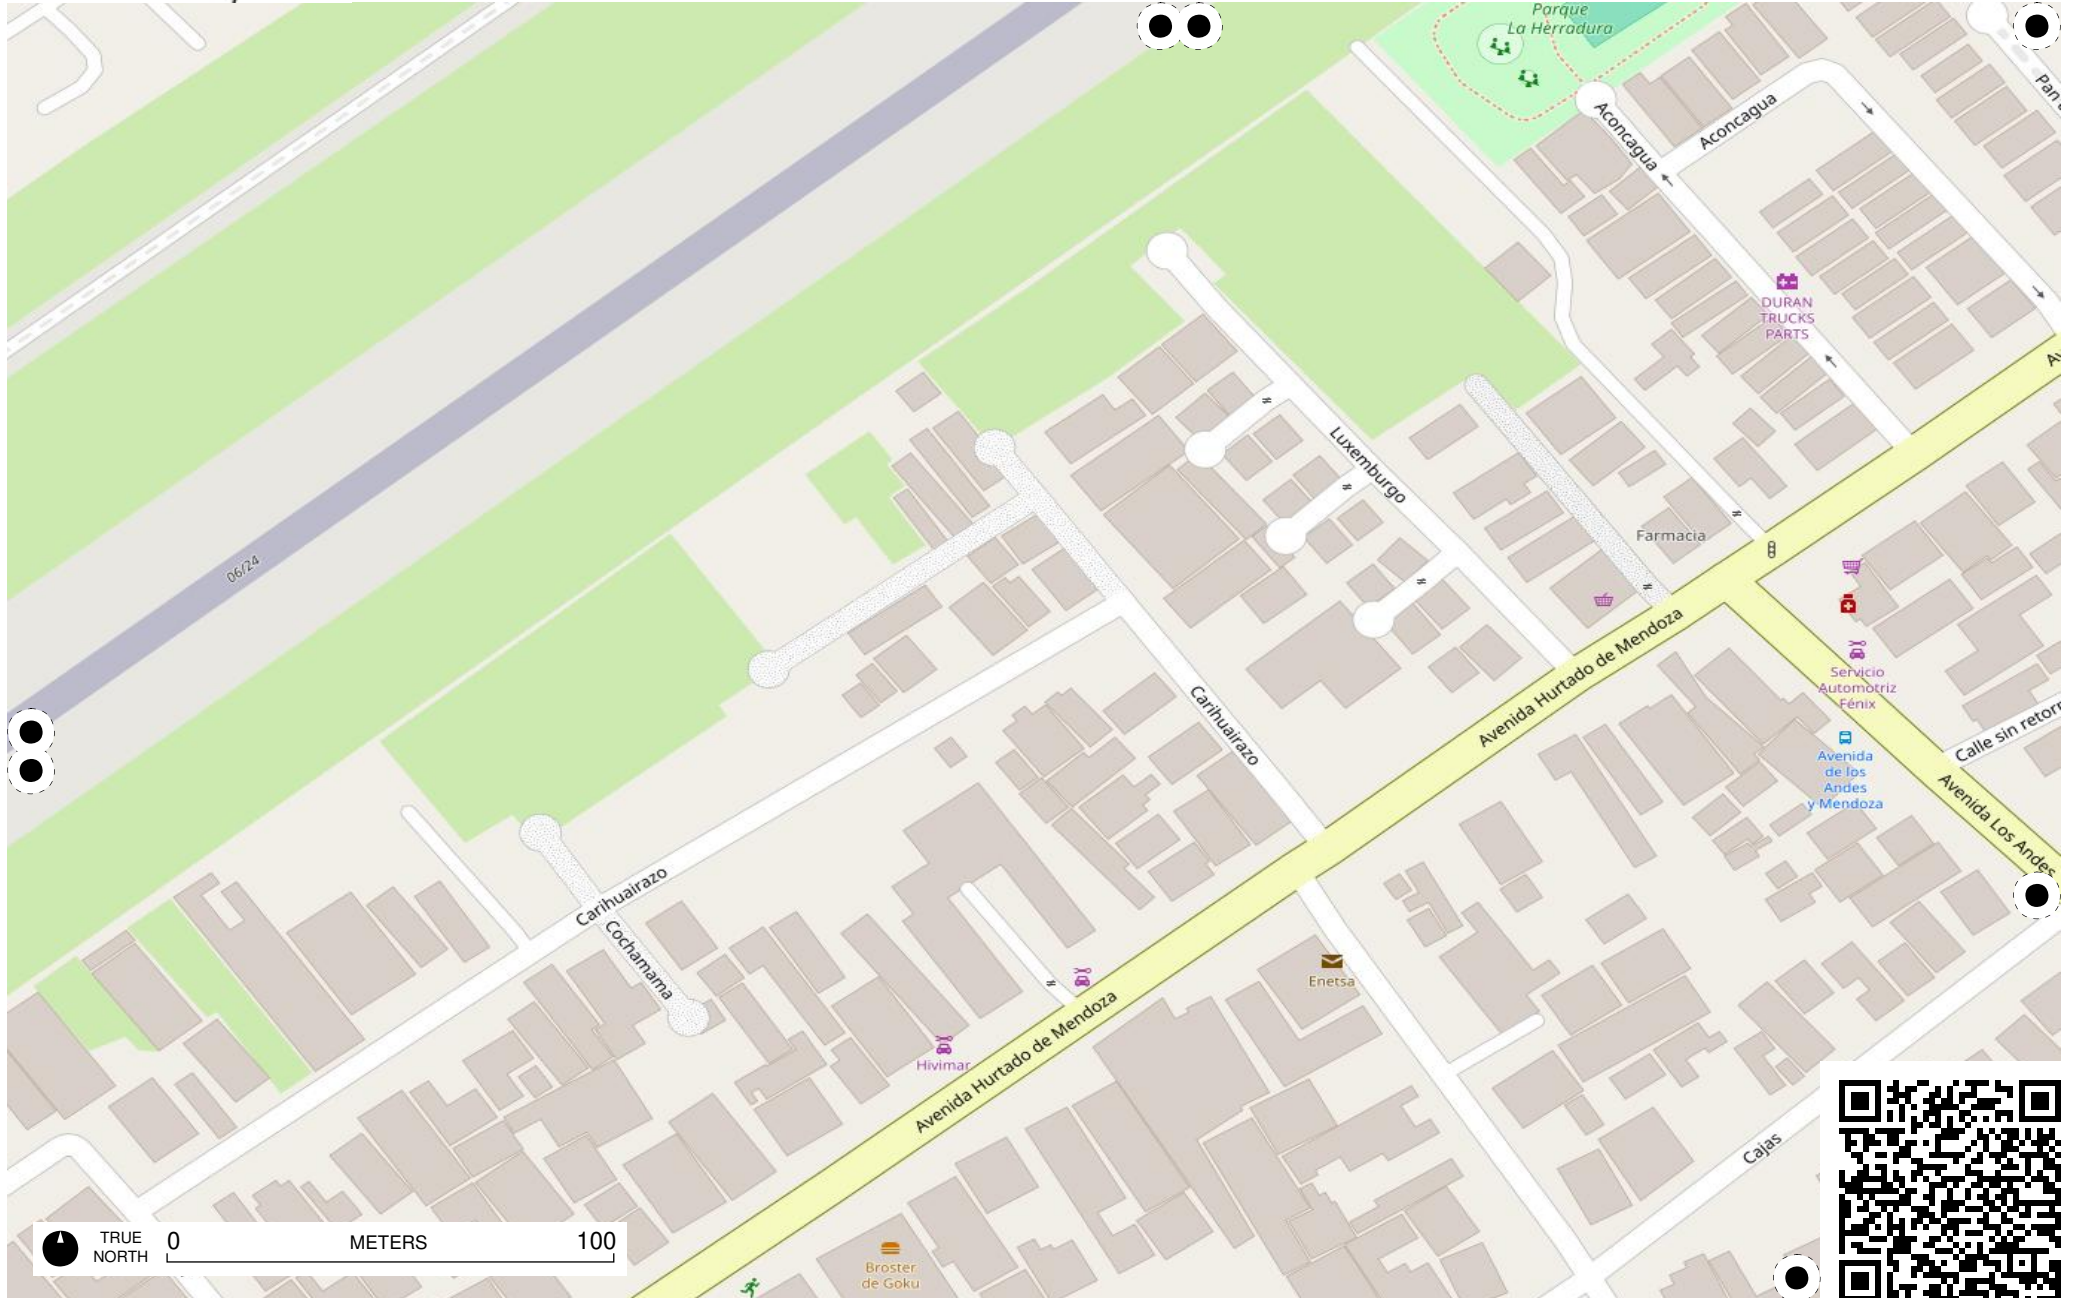 Parque
La Herradura
Aconcagua
Aconcagua
DURAN
TRUCKS
PARTS
Luxemburgo
Farmacia
06/24
Avenida Hurtado de Mendoza
Servicio
Automotriz
Fénix
Carihuairazo
Avenida
de los
Andes
y Mendoza
Calle sin retor
Avenida Los Andes
Carihuairazo
Cochamama
Enetsa
Avenida Hurtado de Mendoza
Hivimar
Cajas
TRUE
NORTH
0 METERS 100
Broster
de Goku